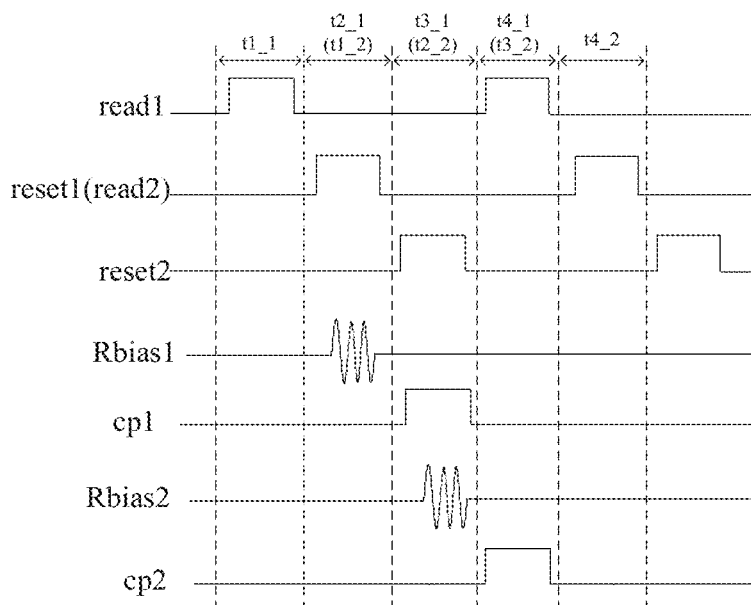 t1_1
t2_1
(t1_2)
t3_1
(t2_2)
t4_1
(t3_2)
t4_2
read1
reset1(read2)
reset2
Rbias1
cp1
Rbias2
cp2